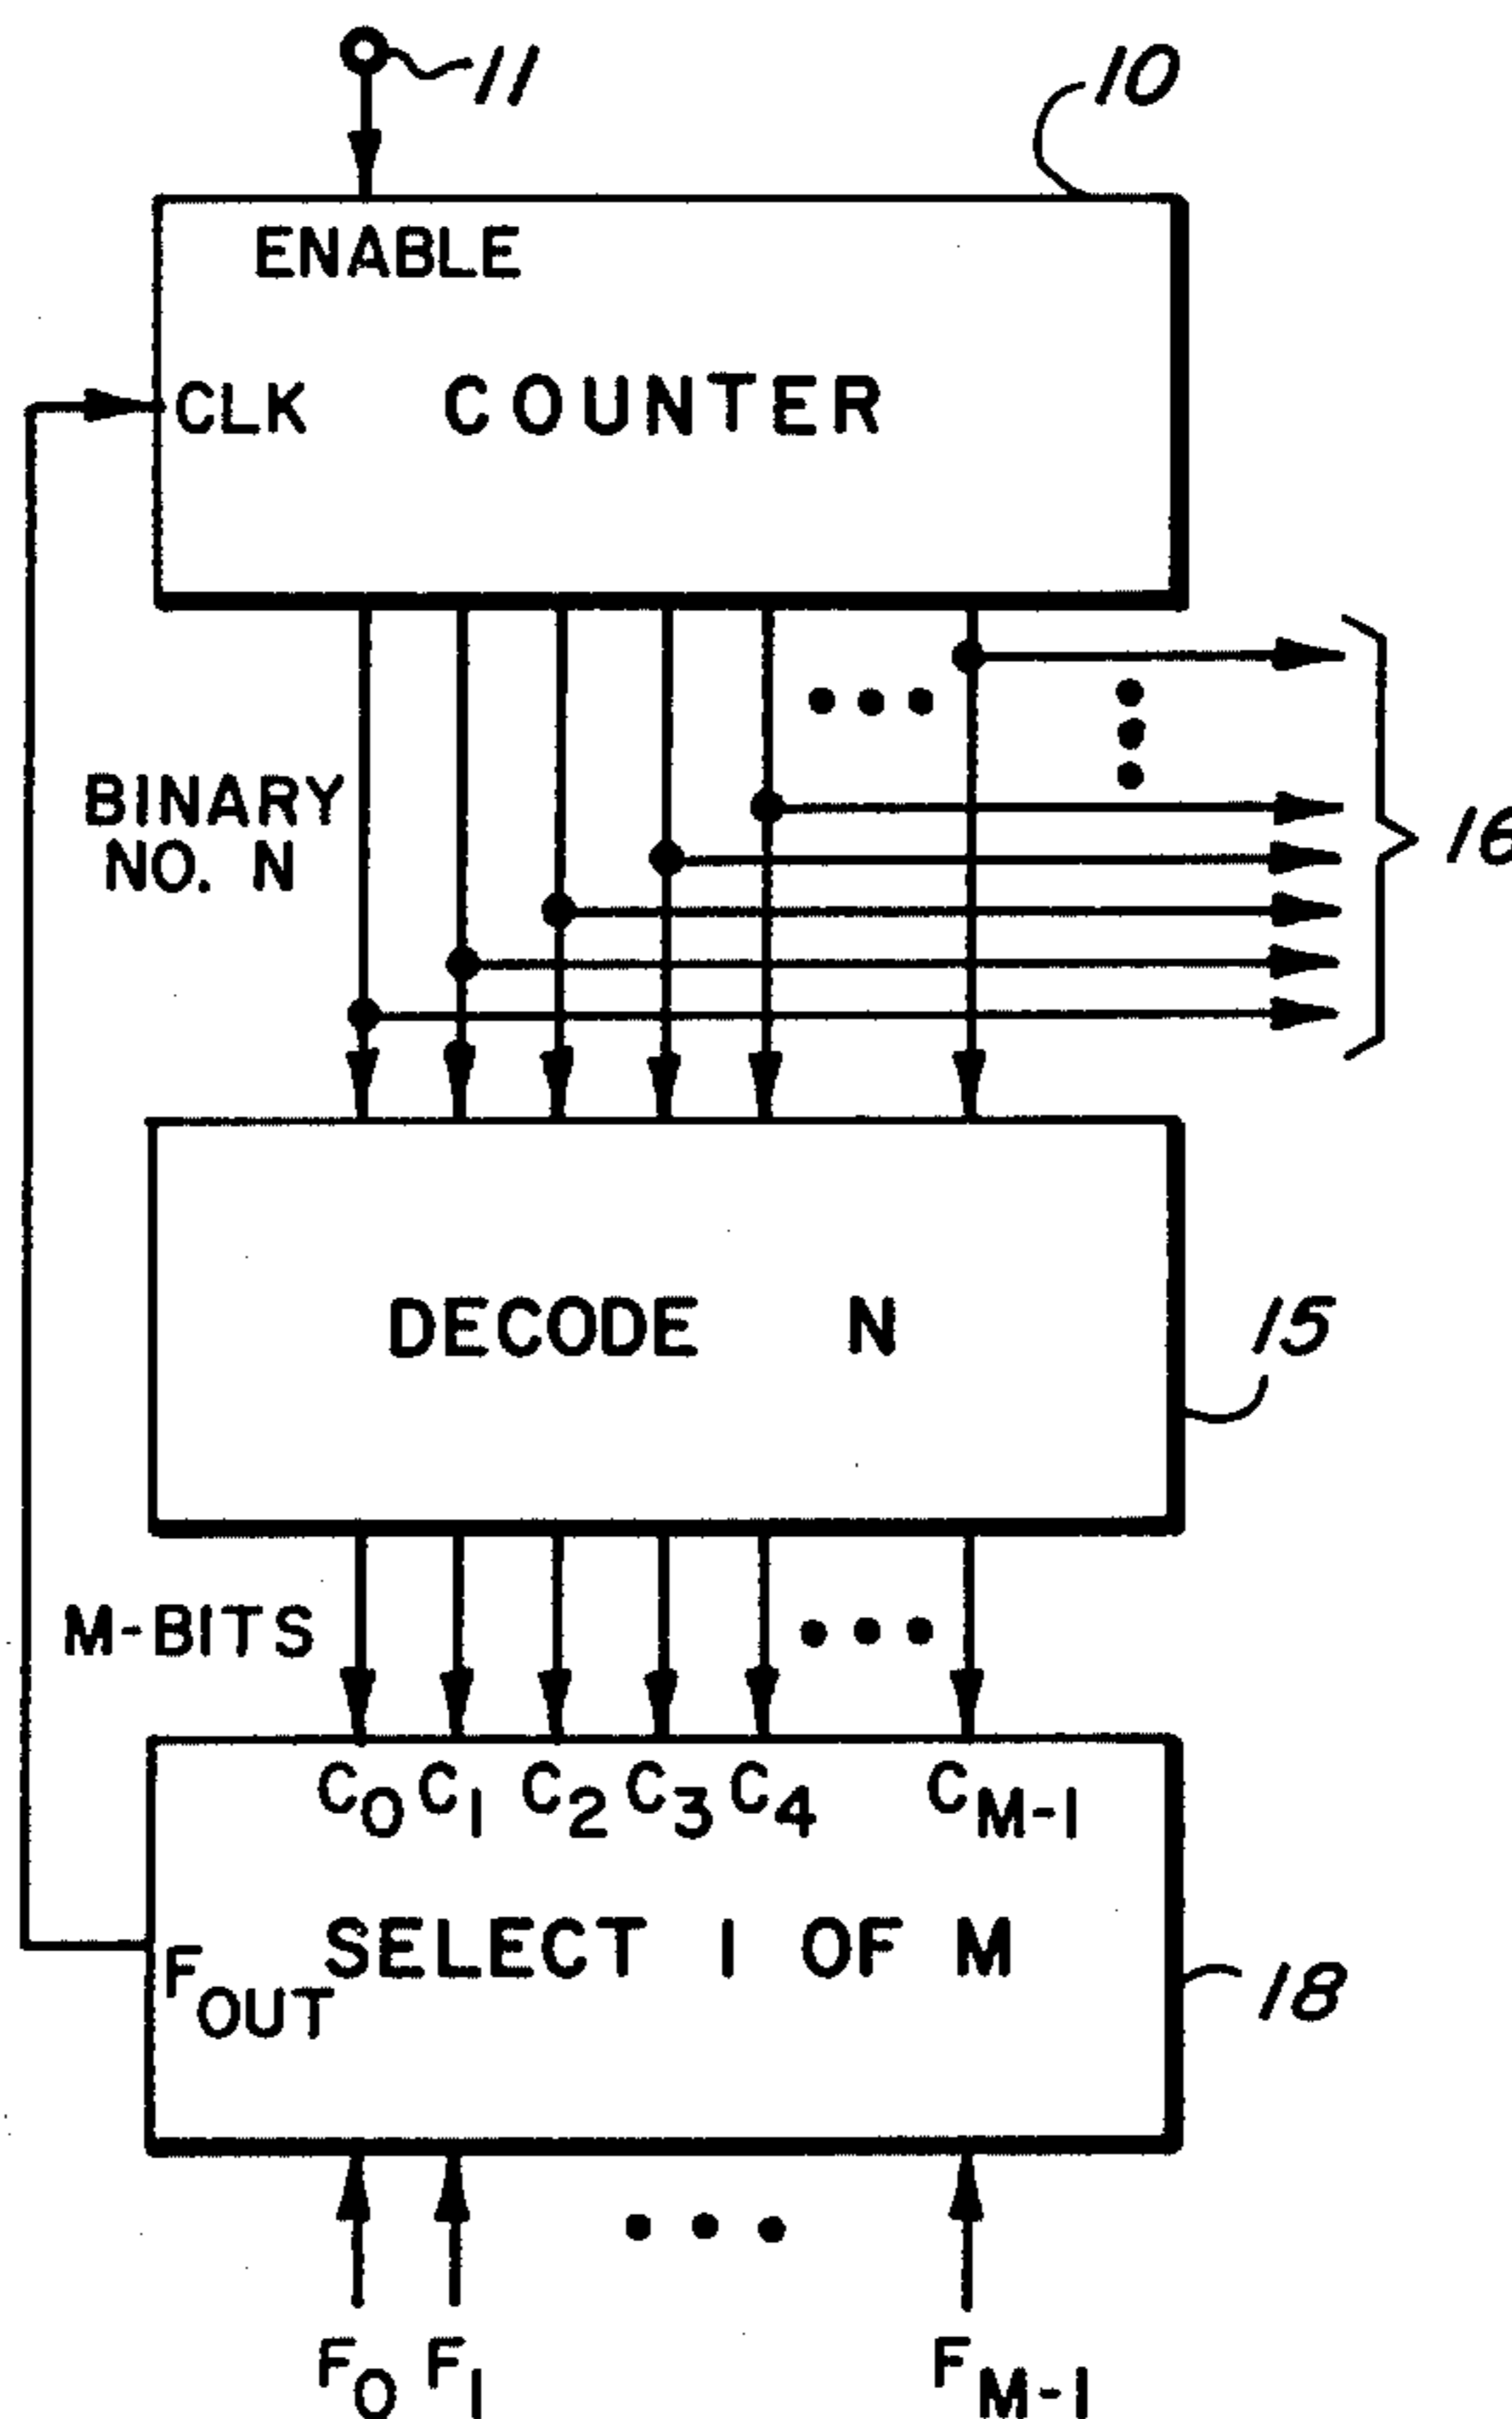 11
10
ENABLE
CLK COUNTER
BINARY
NO. N
16
DECODE N
15
M-BITS
C0 C1 C2 C3 C4 CM-1
SELECT 1 OF M
FOUT
18
F0 F1 FM-1